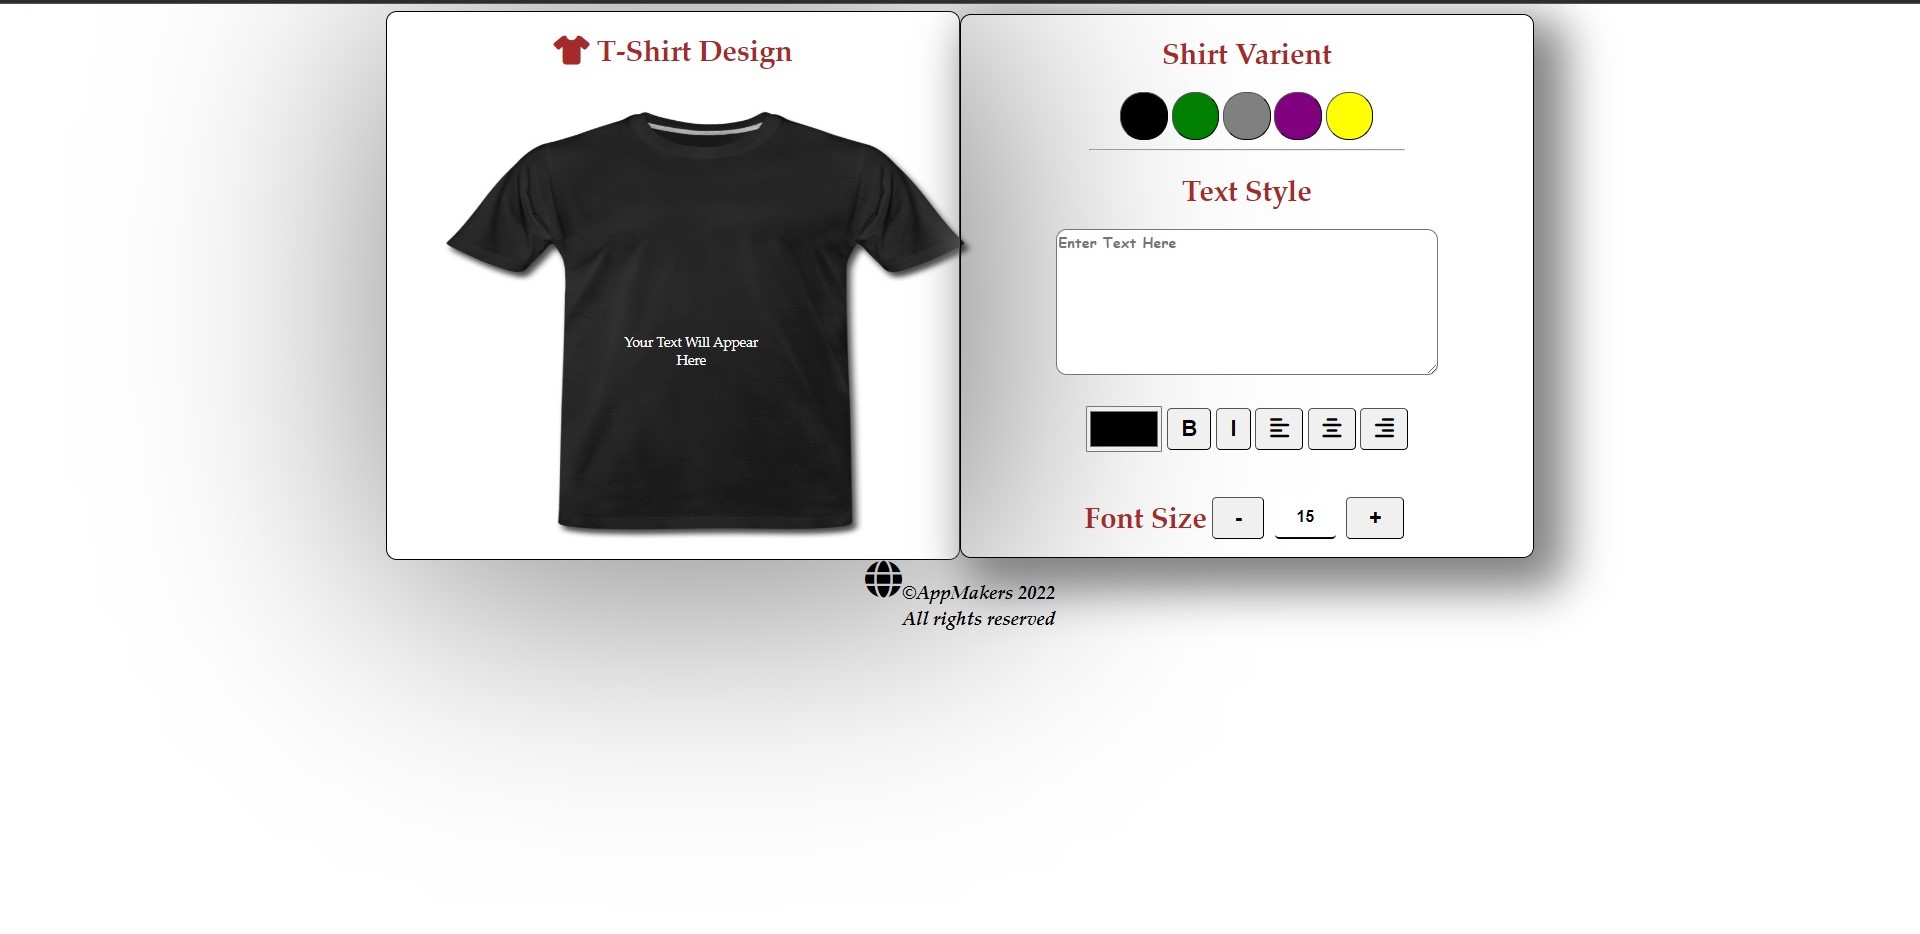 T-Shirt Design
Your Text Will Appear
Here
Shirt Varient
Text Style
Enter Text Here
B I
Font Size - 15 +
©AppMakers 2022
All rights reserved